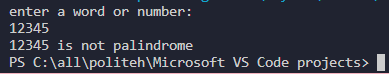 enter a word or number:
12345
12345 is not palindrome
PS C:\all\politeh\Microsoft VS Code projects>